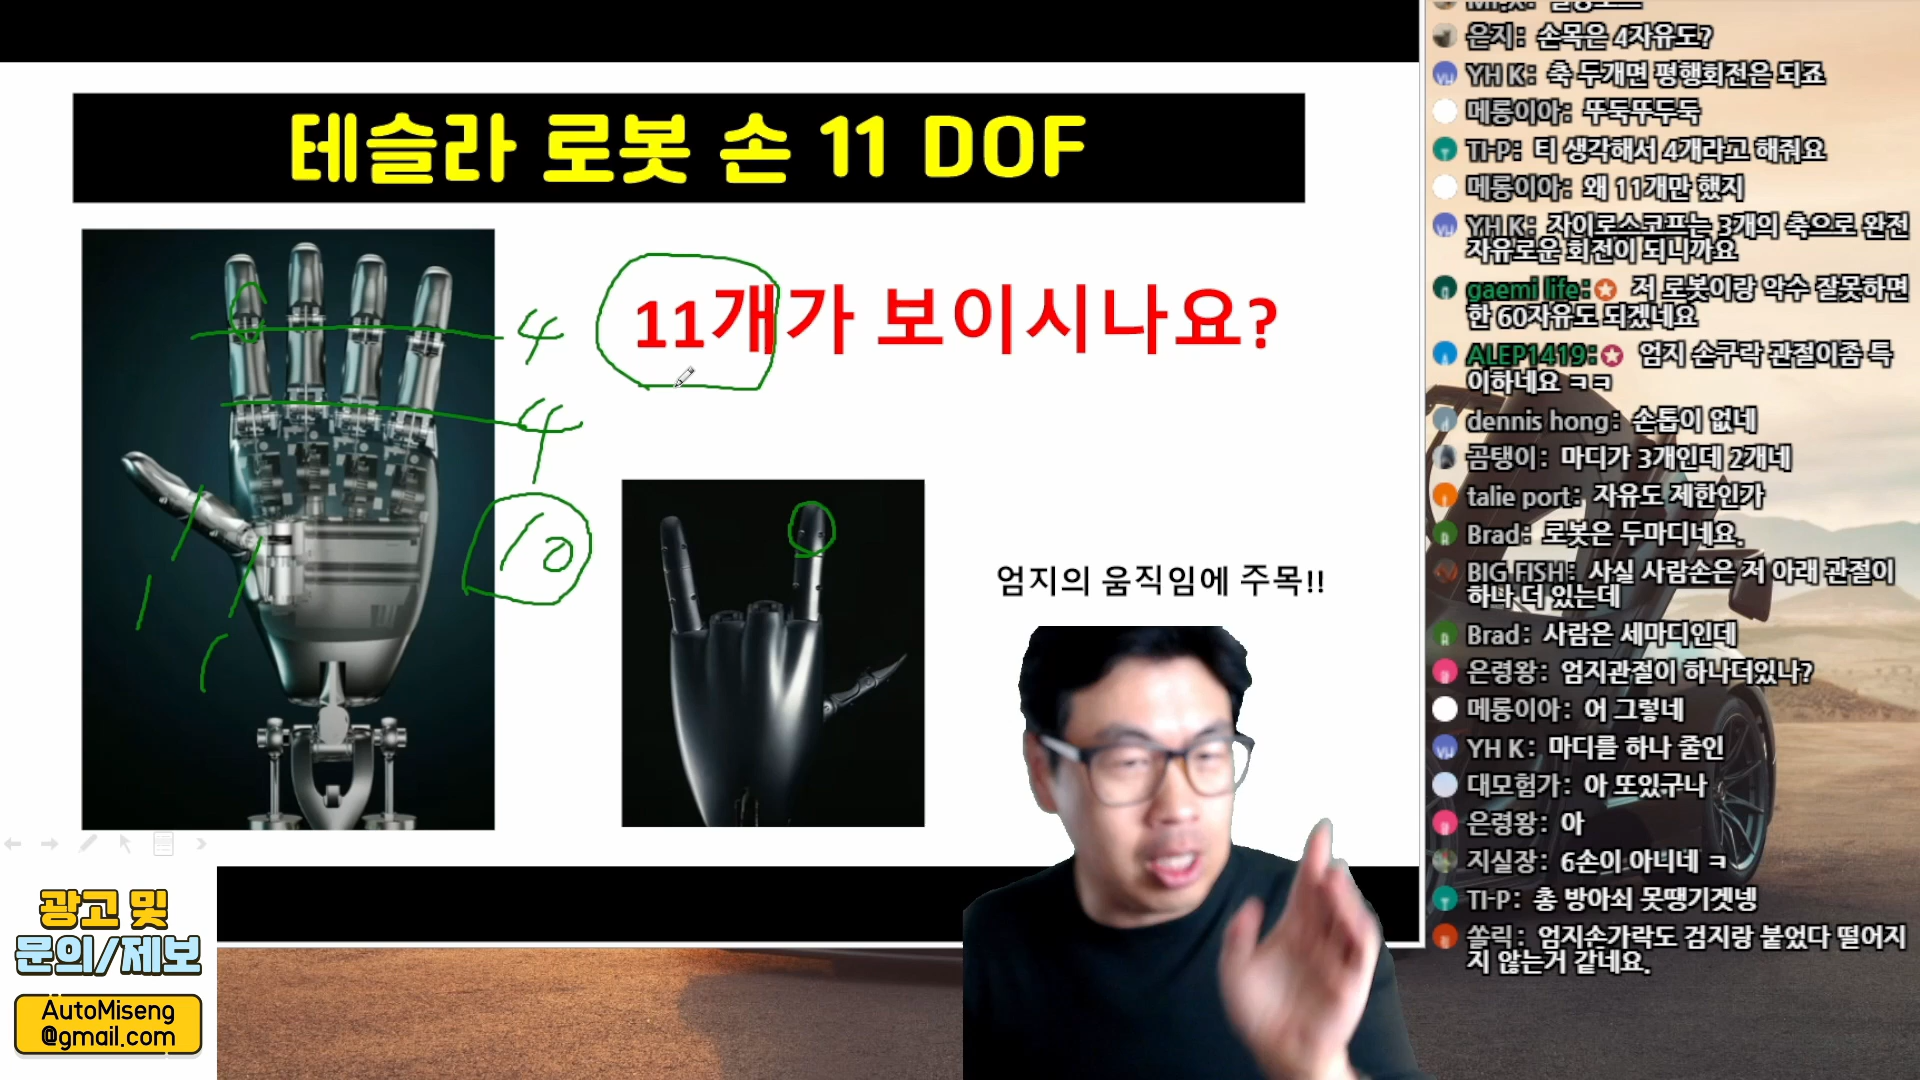 테슬라 로봇 손 11 DOF
11개가 보이시나요?
4
4
10
1
1
엄지의 움직임에 주목!!
광고 및
문의/제보
AutoMiseng
@gmail.com
은지: 손목은 4자유도?
YH K: 축 두개면 평행회전은 되죠
메롱이아: 뚜둑뚜두둑
TI-P: 티 생각해서 4개라고 해줘요
메롱이아: 왜 11개만 했지
YH K: 자이로스코프는 3개의 축으로 완전
자유로운 회전이 되니까요
gaemi life: 저 로봇이랑 악수 잘못하면
한 60자유도 되겠네요
ALEP1419: 엄지 손구락 관절이좀 특
이하네요 ㅋㅋ
dennis hong: 손톱이 없네
곰탱이: 마디가 3개인데 2개네
talie port: 자유도 제한인가
Brad: 로봇은 두마디네요.
BIG FISH: 사실 사람손은 저 아래 관절이
하나 더 있는데
Brad: 사람은 세마디인데
은령왕: 엄지관절이 하나더있나?
메롱이아: 어 그렇네
YH K: 마디를 하나 줄인
대모험가: 아 또있구나
은령왕: 아
지실장: 6손이 아니네 ㅋ
TI-P: 총 방아쇠 못땡기겟넹
쏠릭: 엄지손가락도 검지랑 붙었다 떨어지
지 않는거 같네요.